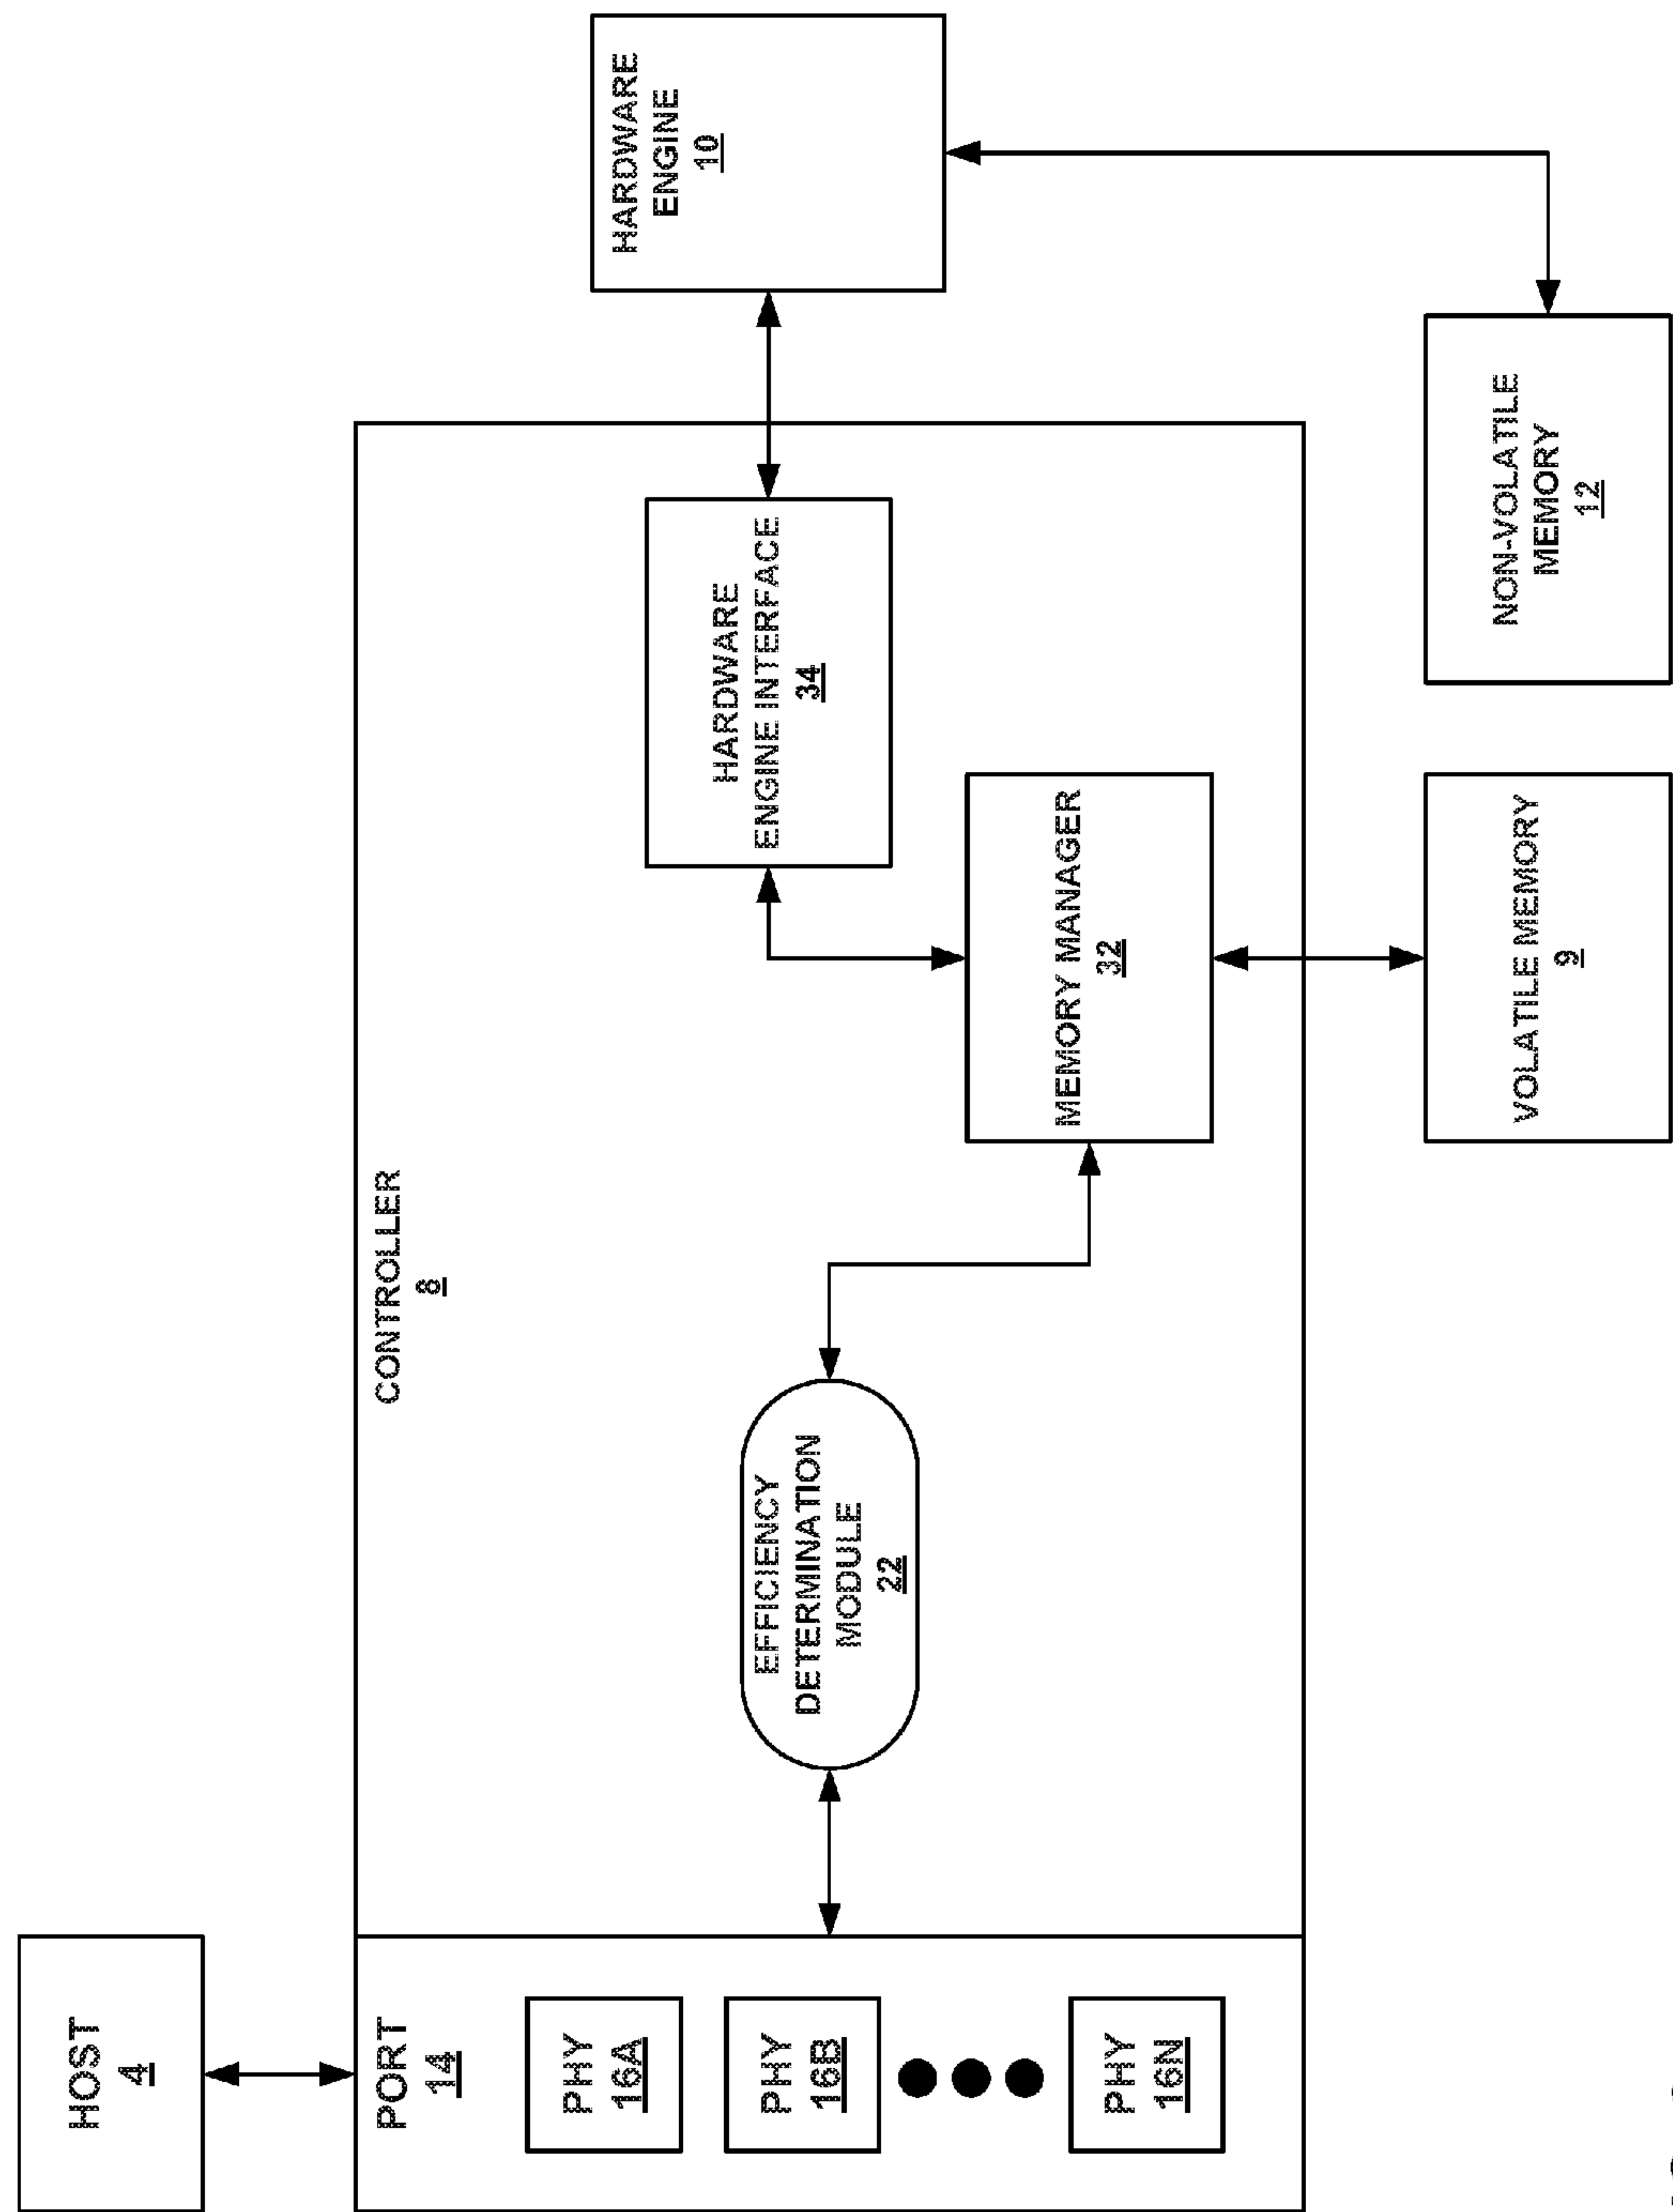 HOST
4
PORT
14
PHY
16A
PHY
16B
PHY
16N
CONTROLLER
8
EFFICIENCY
DETERMINATION
MODULE
22
MEMORY MANAGER
32
HARDWARE
ENGINE INTERFACE
34
HARDWARE
ENGINE
10
VOLATILE MEMORY
9
NON-VOLATILE
MEMORY
12